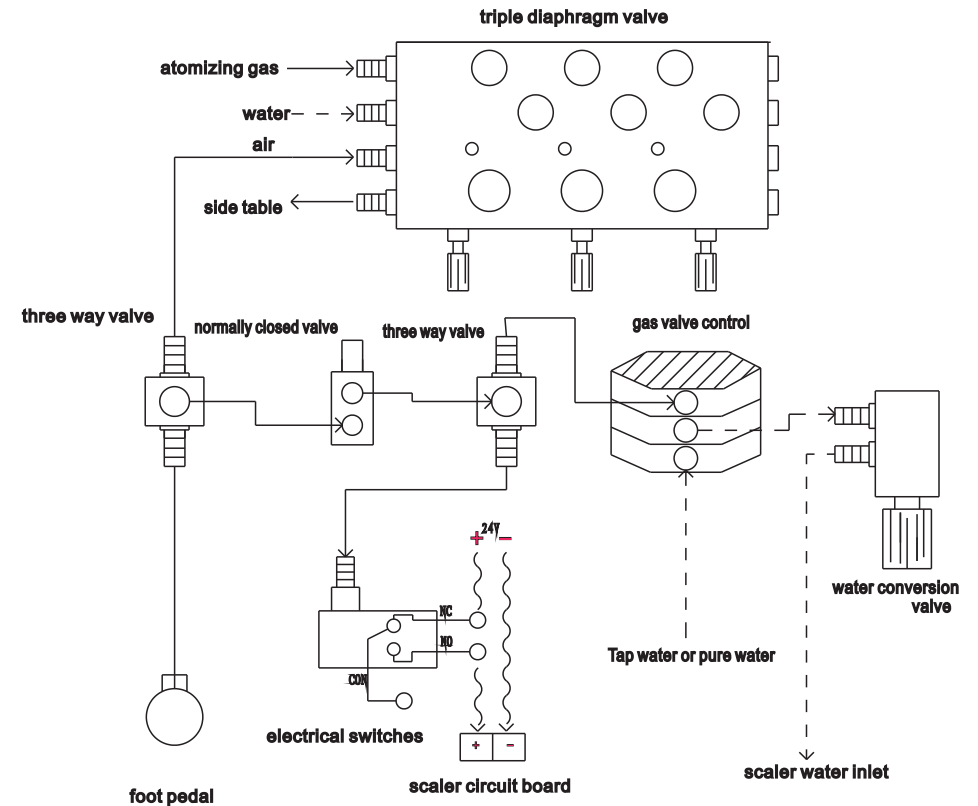 triple diaphragm valve
atomizing gas
water
air
side table
three way valve
normally closed valve
three way valve
gas valve control
24V
+ −
NC
NO
CON
water conversion
valve
Tap water or pure water
electrical switches
+ −
scaler water inlet
scaler circuit board
foot pedal